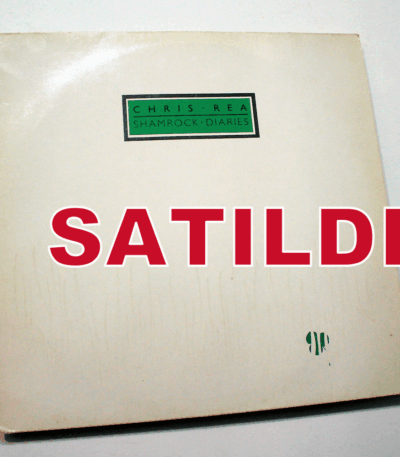 CHRIS · REA
SHAMROCK · DIARIES
SATILDI